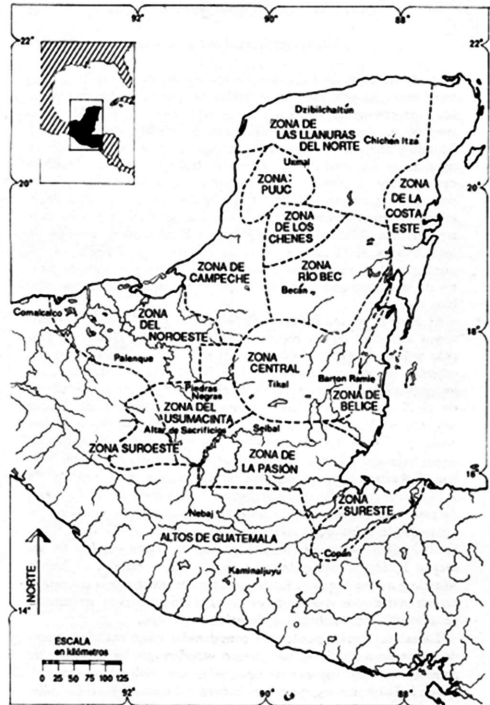 92° 90° 88°
22° 22°
Dzibilchaltún
ZONA DE
LAS LLANURAS
DEL NORTE
Chichén Itzá
Uxmal
20° 20°
ZONA
PUUC
ZONA
DE LA
COSTA
ESTE
ZONA
DE LOS
CHENES
ZONA DE
CAMPECHE
ZONA
RÍO BEC
Becán
Comalcalco
ZONA
DEL
NOROESTE
18° 18°
Palenque
ZONA
CENTRAL
Tikal
Barton Ramie
ZONA DE
BELICE
Piedras
Negras
ZONA DEL
USUMACINTA
Altar de Sacrificios
Seibal
ZONA SUROESTE
ZONA DE
LA PASIÓN
16°
ZONA
SURESTE
Nebaj
ALTOS DE GUATEMALA
Copán
Kaminaljuyú
NORTE
14° 14°
ESCALA
en kilómetros
0 25 50 75 100 125
92° 90° 88°